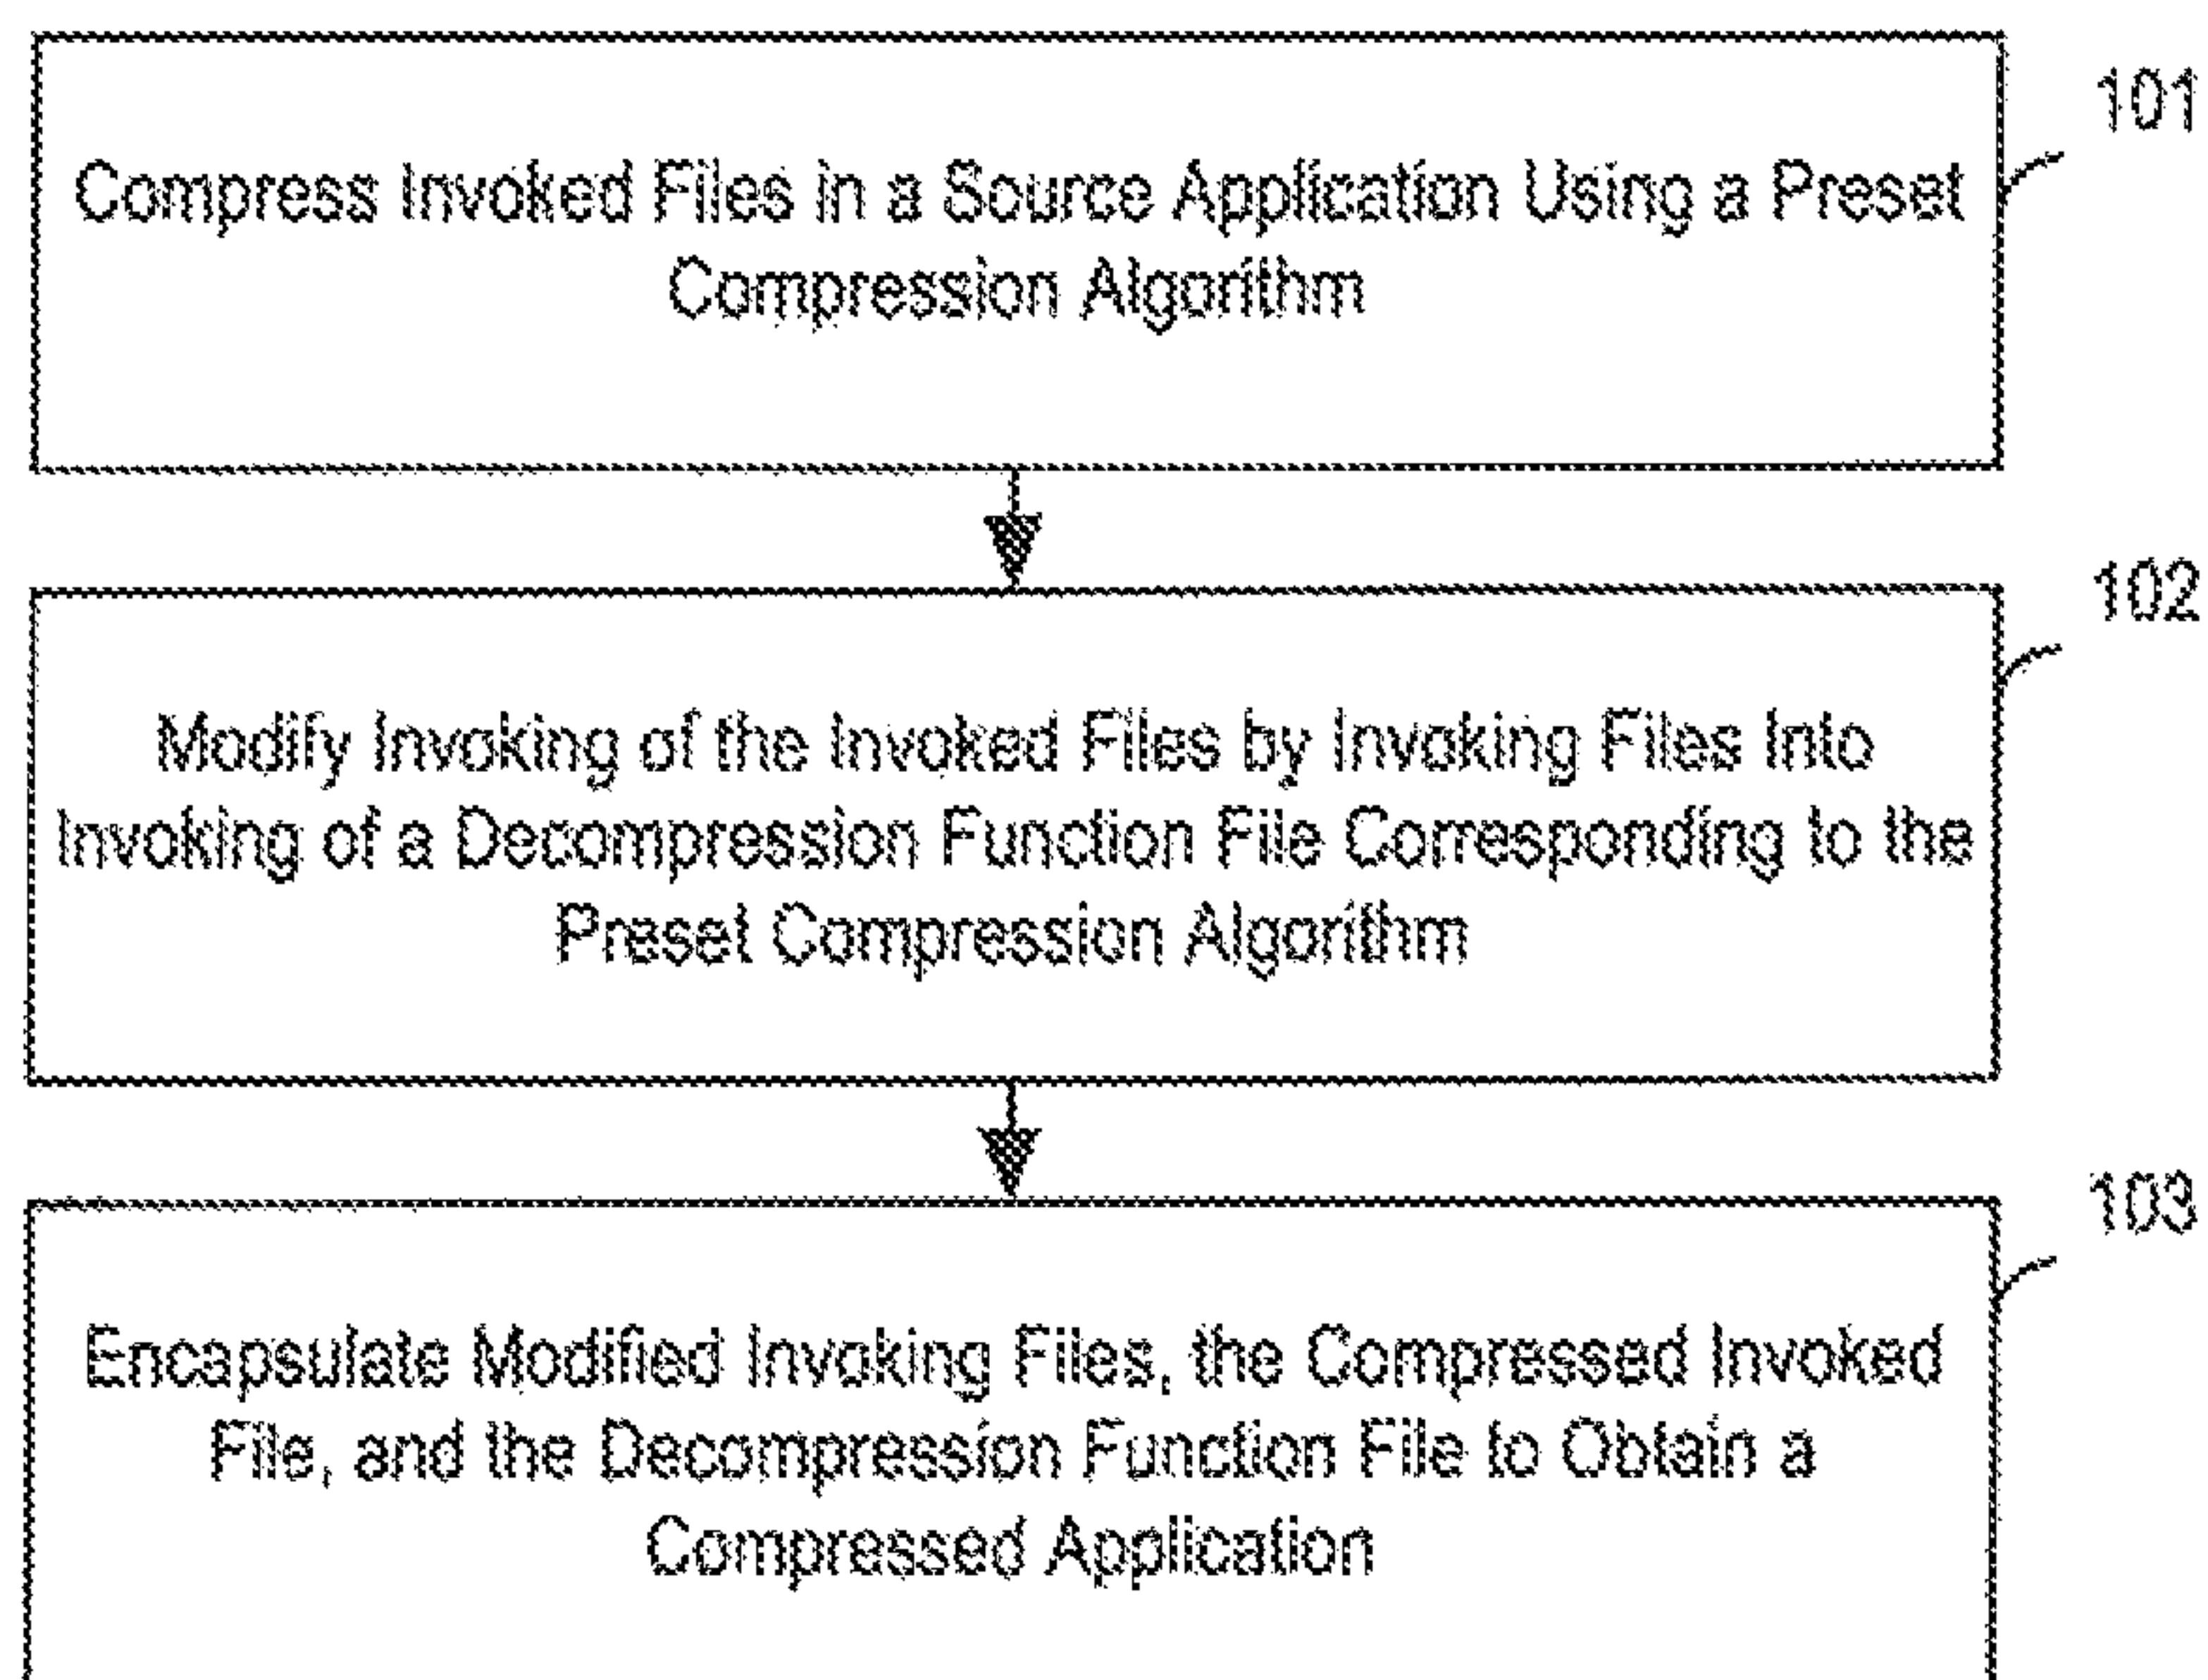 101
Compress Invoked Files in a Source Application Using a Preset
Compression Algorithm
102
Modify Invoking of the Invoked Files by Invoking Files Into
Invoking of a Decompression Function File Corresponding to the
Preset Compression Algorithm
103
Encapsulate Modified Invoking Files, the Compressed Invoked
File, and the Decompression Function File to Obtain a
Compressed Application